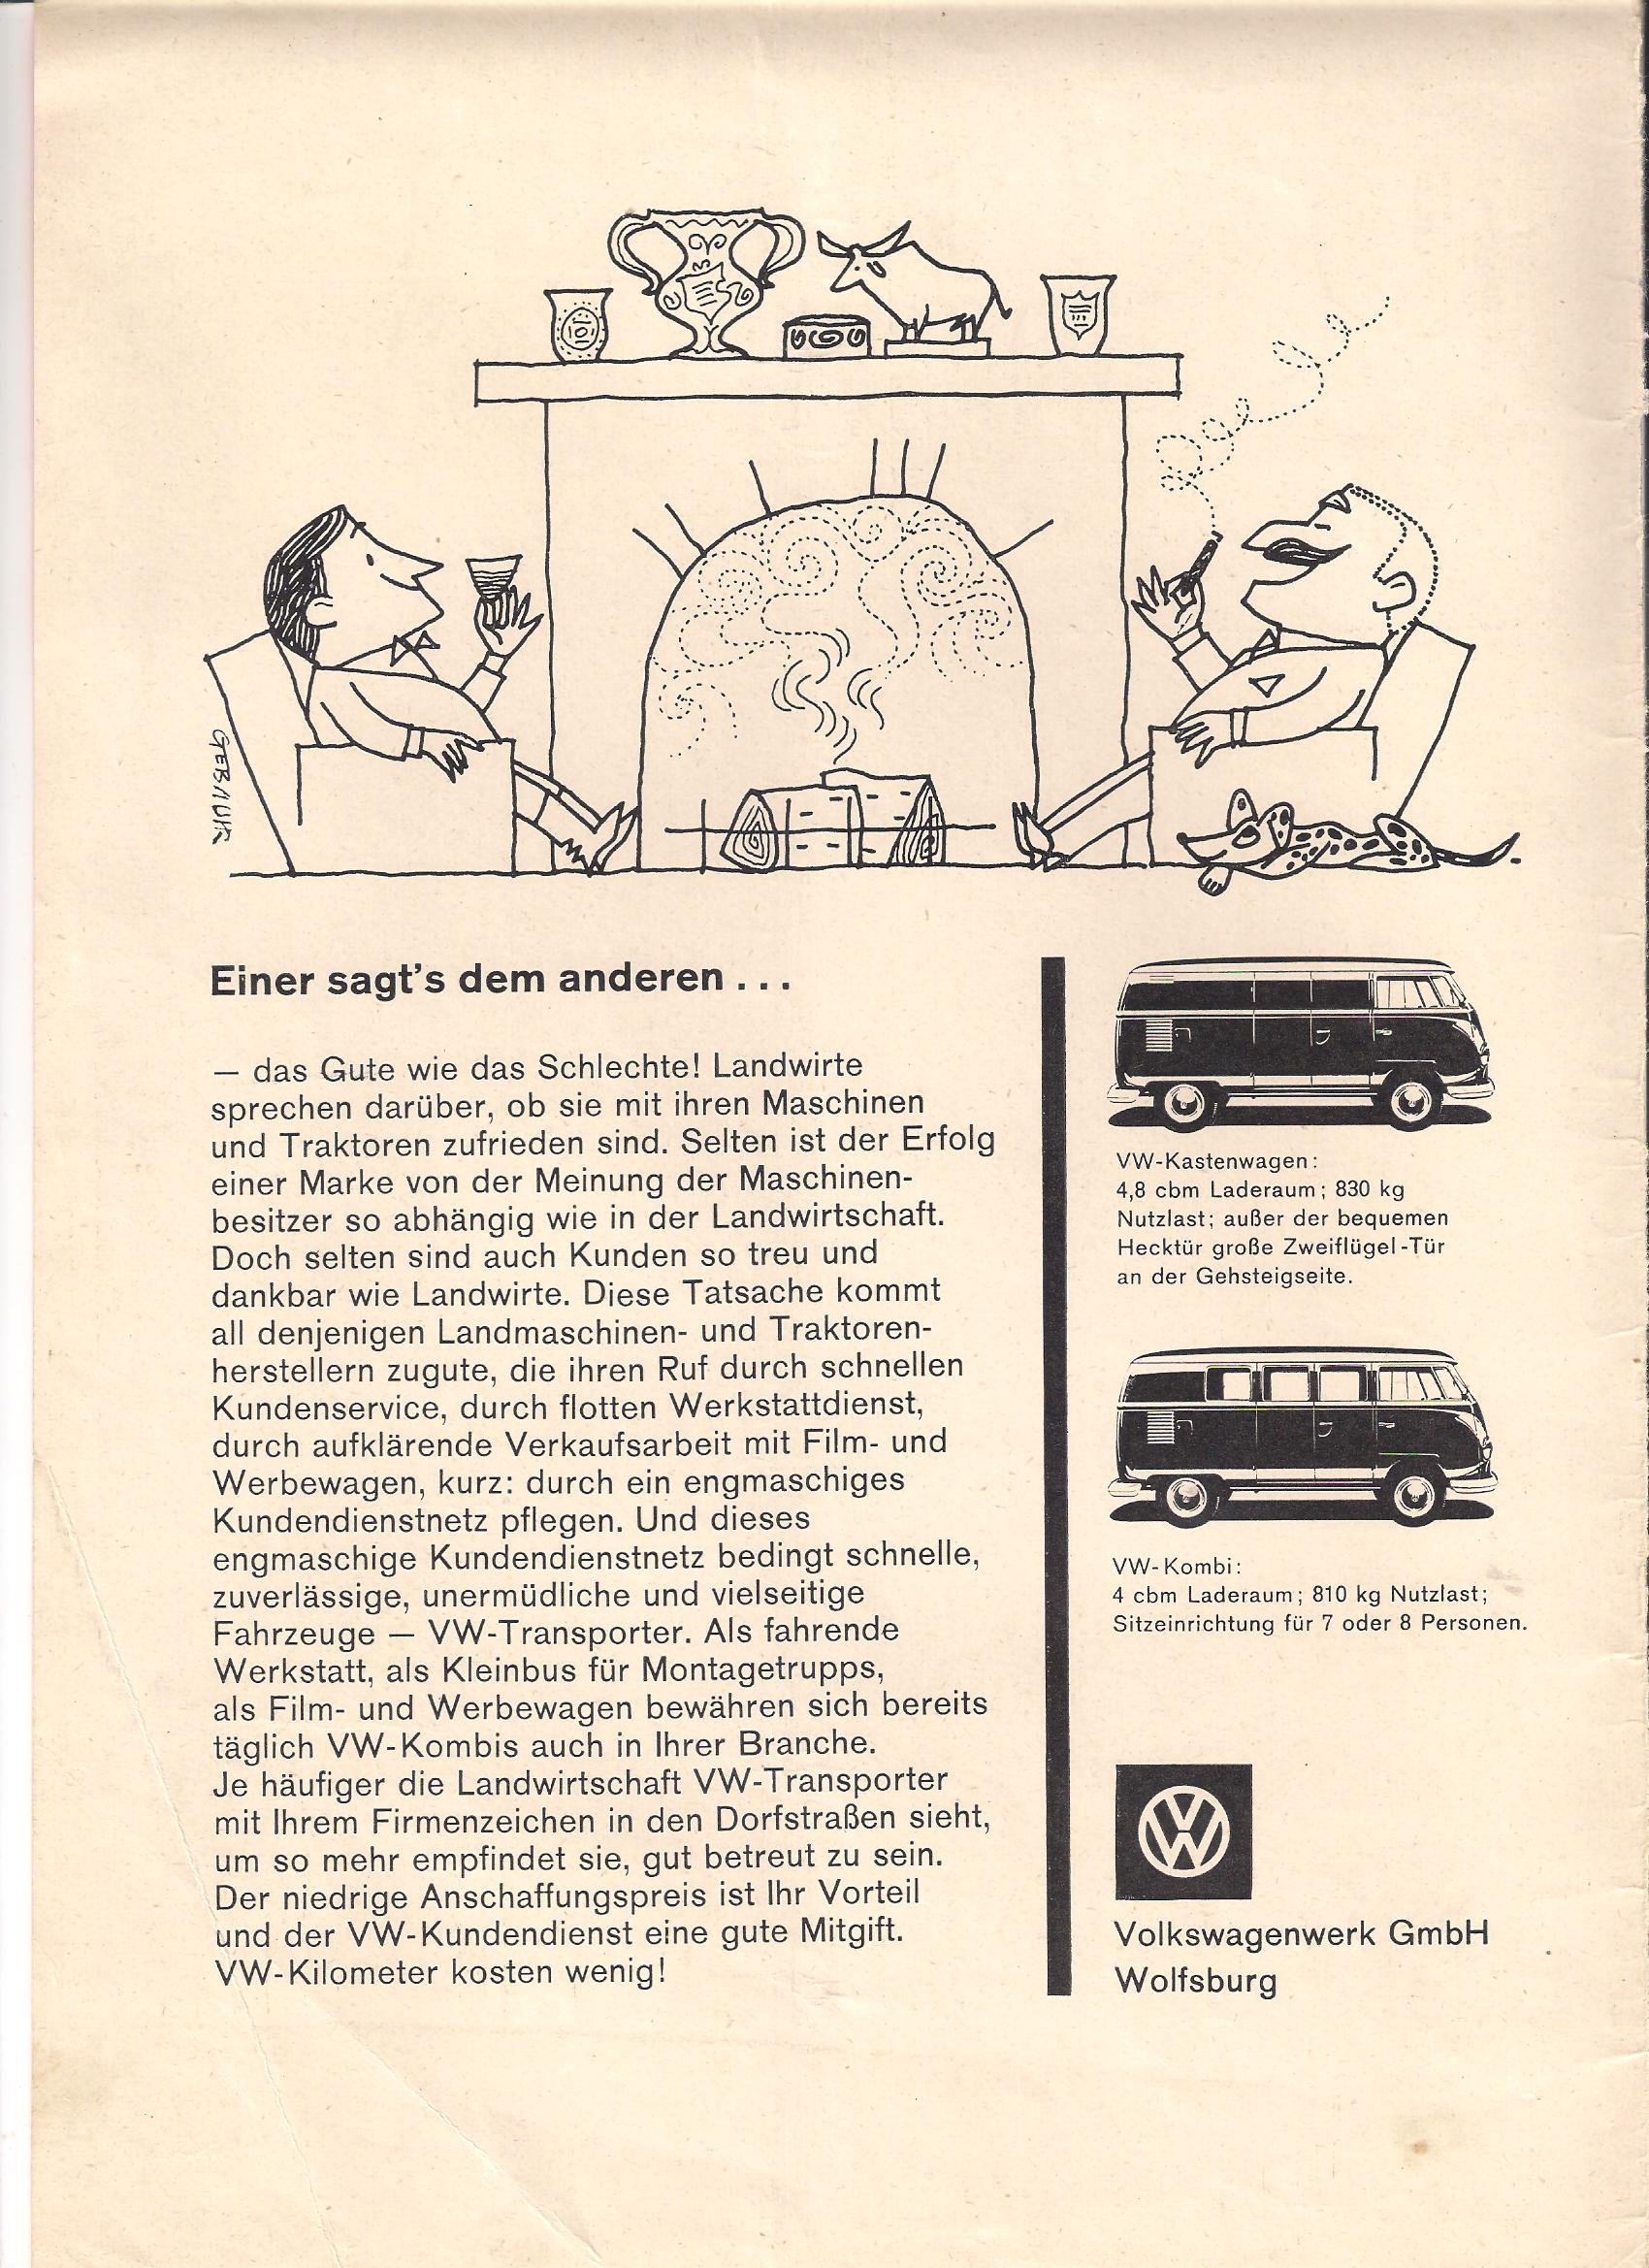 GEBAUER
Einer sagt's dem anderen . . .
— das Gute wie das Schlechte! Landwirte
sprechen darüber, ob sie mit ihren Maschinen
und Traktoren zufrieden sind. Selten ist der Erfolg
einer Marke von der Meinung der Maschinen-
besitzer so abhängig wie in der Landwirtschaft.
Doch selten sind auch Kunden so treu und
dankbar wie Landwirte. Diese Tatsache kommt
all denjenigen Landmaschinen- und Traktoren-
herstellern zugute, die ihren Ruf durch schnellen
Kundenservice, durch flotten Werkstattdienst,
durch aufklärende Verkaufsarbeit mit Film- und
Werbewagen, kurz: durch ein engmaschiges
Kundendienstnetz pflegen. Und dieses
engmaschige Kundendienstnetz bedingt schnelle,
zuverlässige, unermüdliche und vielseitige
Fahrzeuge — VW-Transporter. Als fahrende
Werkstatt, als Kleinbus für Montagetrupps,
als Film- und Werbewagen bewähren sich bereits
täglich VW-Kombis auch in Ihrer Branche.
Je häufiger die Landwirtschaft VW-Transporter
mit Ihrem Firmenzeichen in den Dorfstraßen sieht,
um so mehr empfindet sie, gut betreut zu sein.
Der niedrige Anschaffungspreis ist Ihr Vorteil
und der VW-Kundendienst eine gute Mitgift.
VW-Kilometer kosten wenig!
VW-Kastenwagen:
4,8 cbm Laderaum; 830 kg
Nutzlast; außer der bequemen
Hecktür große Zweiflügel-Tür
an der Gehsteigseite.
VW-Kombi:
4 cbm Laderaum; 810 kg Nutzlast;
Sitzeinrichtung für 7 oder 8 Personen.
VW
Volkswagenwerk GmbH
Wolfsburg